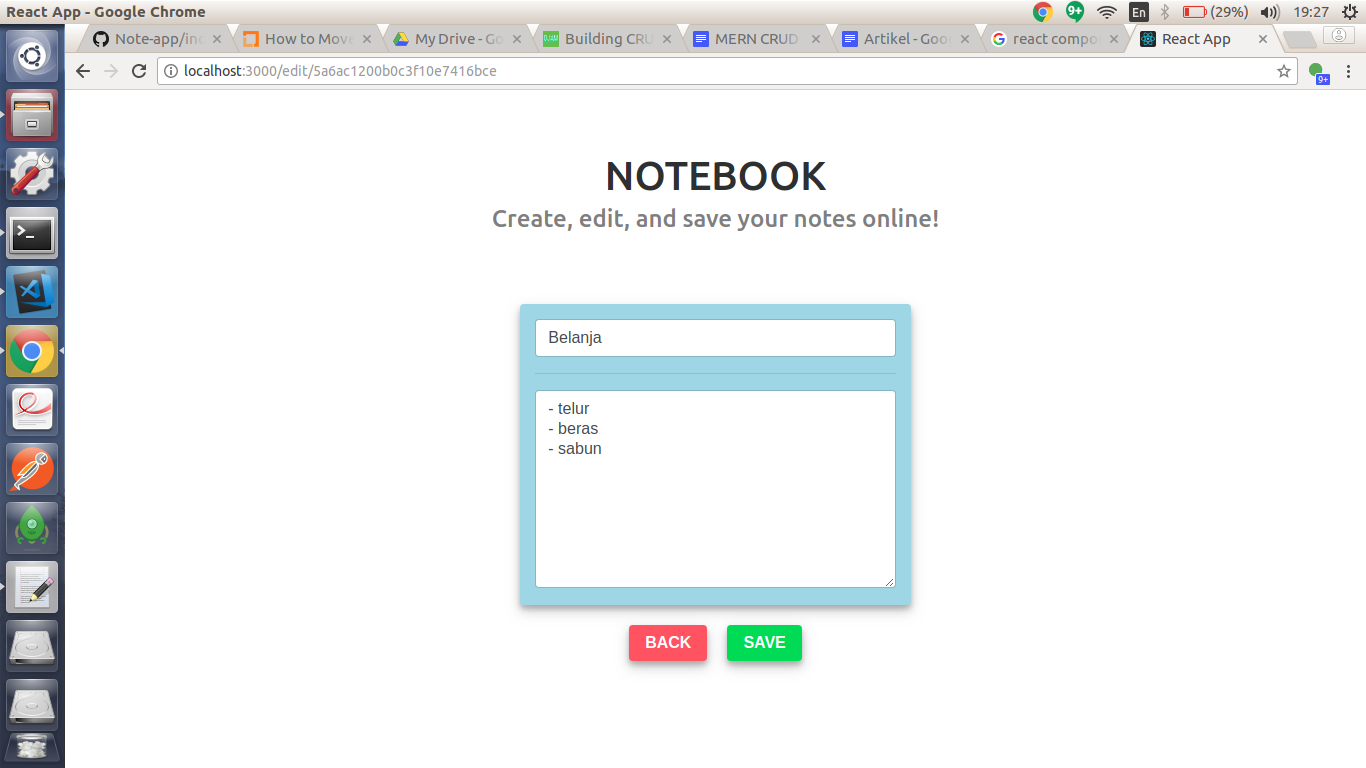 React App - Google Chrome
9+
En
(29%)
19:27
Note-app/in
How to Move
My Drive - Go
Building CRU
MERN CRUD
Artikel - Goo
react compo
React App
localhost:3000/edit/5a6ac1200b0c3f10e7416bce
9+
NOTEBOOK
Create, edit, and save your notes online!
Belanja
- telur
- beras
- sabun
BACK
SAVE